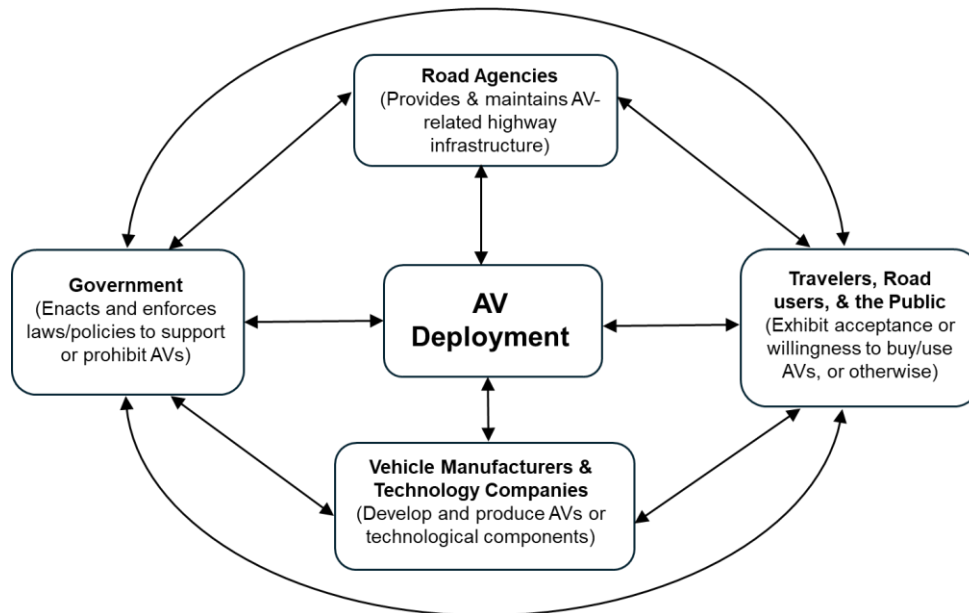 Road Agencies
(Provides & maintains AV-
related highway
infrastructure)
Government
(Enacts and enforces
laws/policies to support
or prohibit AVs)
AV
Deployment
Travelers, Road
users, & the Public
(Exhibit acceptance or
willingness to buy/use
AVs, or otherwise)
Vehicle Manufacturers &
Technology Companies
(Develop and produce AVs or
technological components)